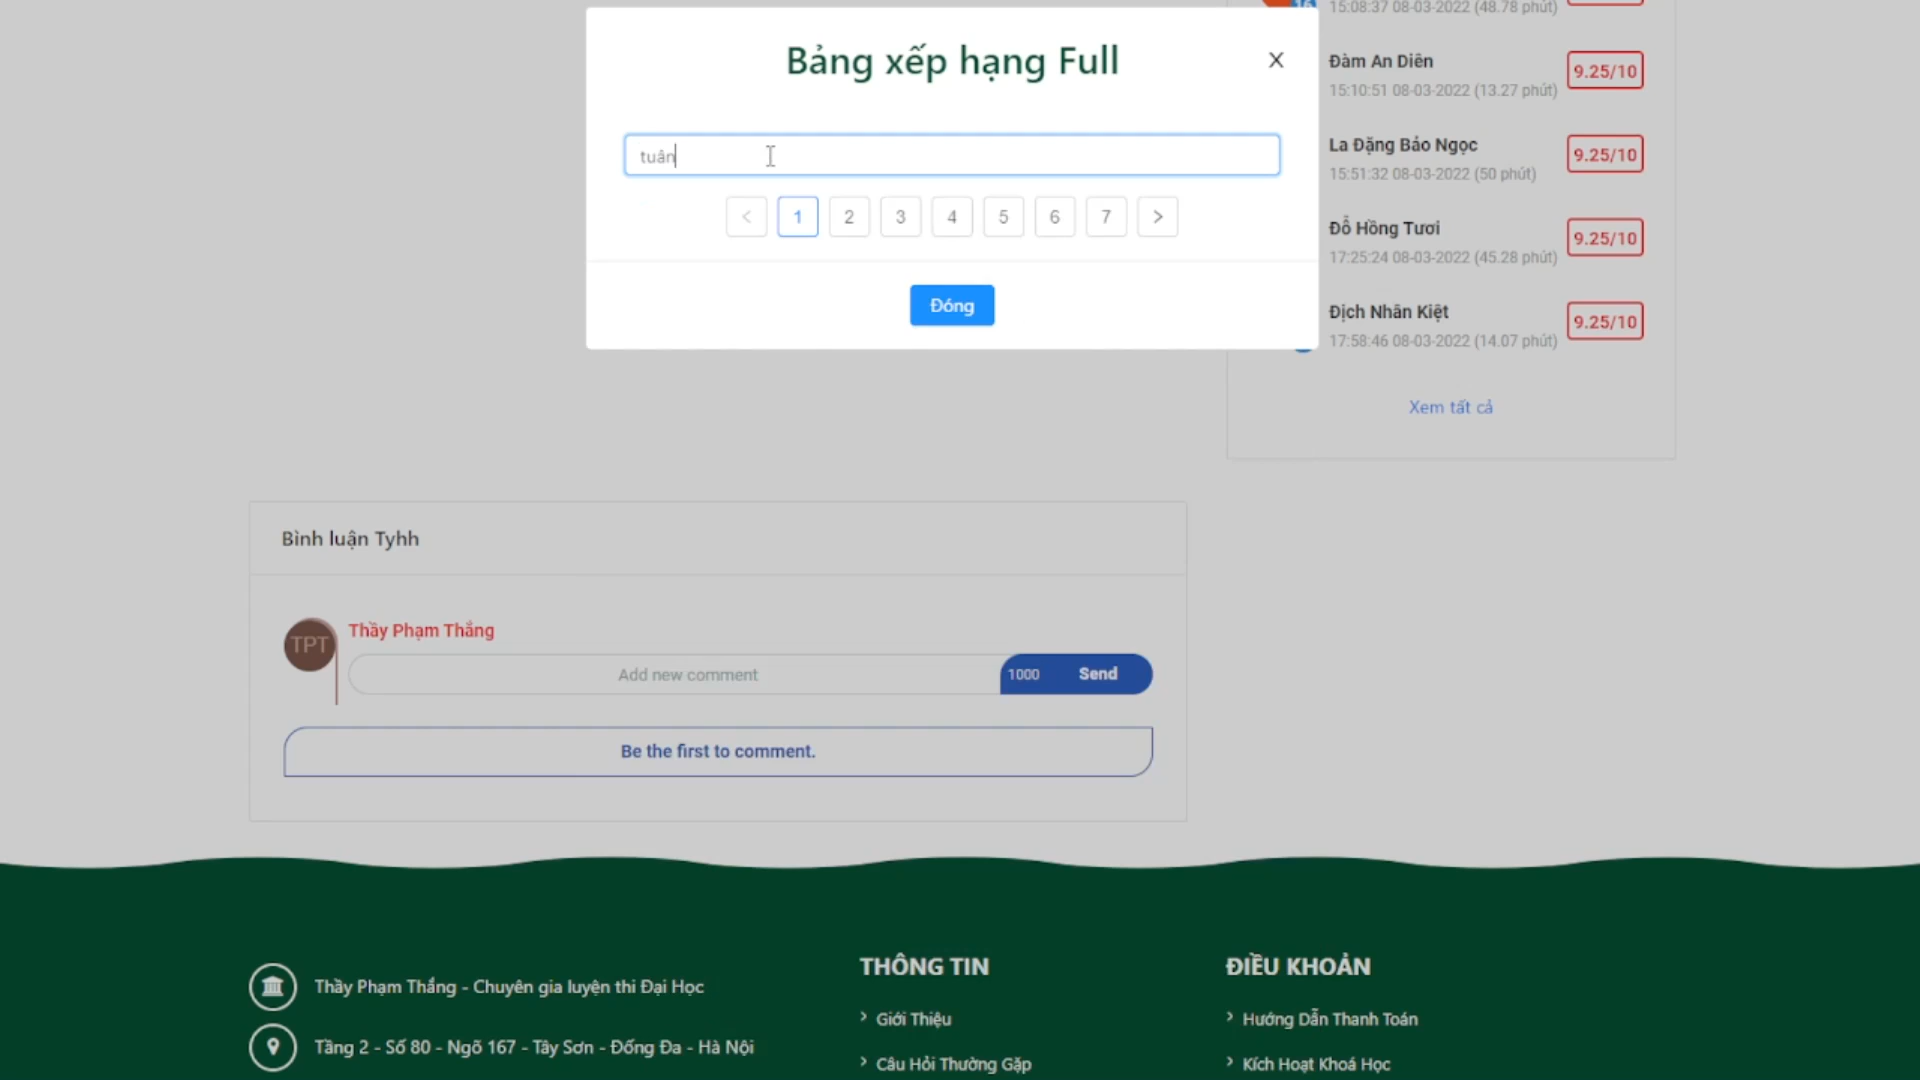 Bảng xếp hạng Full
tuân
1 2 3 4 5 6 7
Đóng
16
15:08:37 08-03-2022 (48.78 phút)
Đàm An Diên
9.25/10
15:10:51 08-03-2022 (13.27 phút)
La Đặng Bảo Ngọc
9.25/10
15:51:32 08-03-2022 (50 phút)
Đỗ Hồng Tươi
9.25/10
17:25:24 08-03-2022 (45.28 phút)
Địch Nhân Kiệt
9.25/10
17:58:46 08-03-2022 (14.07 phút)
Xem tất cả
Bình luận Tyhh
TPT
Thầy Phạm Thắng
Add new comment
1000
Send
Be the first to comment.
Thầy Phạm Thắng - Chuyên gia luyện thi Đại Học
Tầng 2 - Số 80 - Ngõ 167 - Tây Sơn - Đống Đa - Hà Nội
THÔNG TIN
Giới Thiệu
Câu Hỏi Thường Gặp
ĐIỀU KHOẢN
Hướng Dẫn Thanh Toán
Kích Hoạt Khoá Học